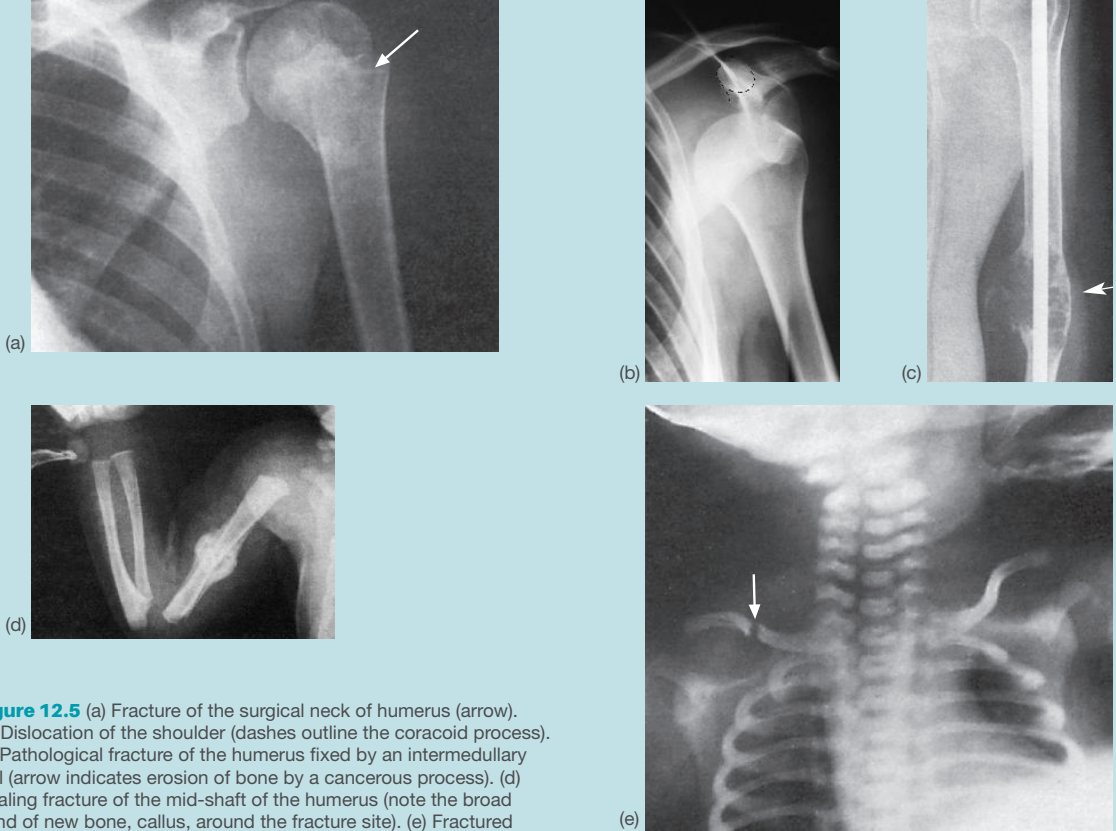 (a)
(b)
(c)
(d)
gure 12.5 (a) Fracture of the surgical neck of humerus (arrow).
Dislocation of the shoulder (dashes outline the coracoid process).
Pathological fracture of the humerus fixed by an intermedullary
l (arrow indicates erosion of bone by a cancerous process). (d)
aling fracture of the mid-shaft of the humerus (note the broad
nd of new bone, callus, around the fracture site). (e) Fractured
(e)